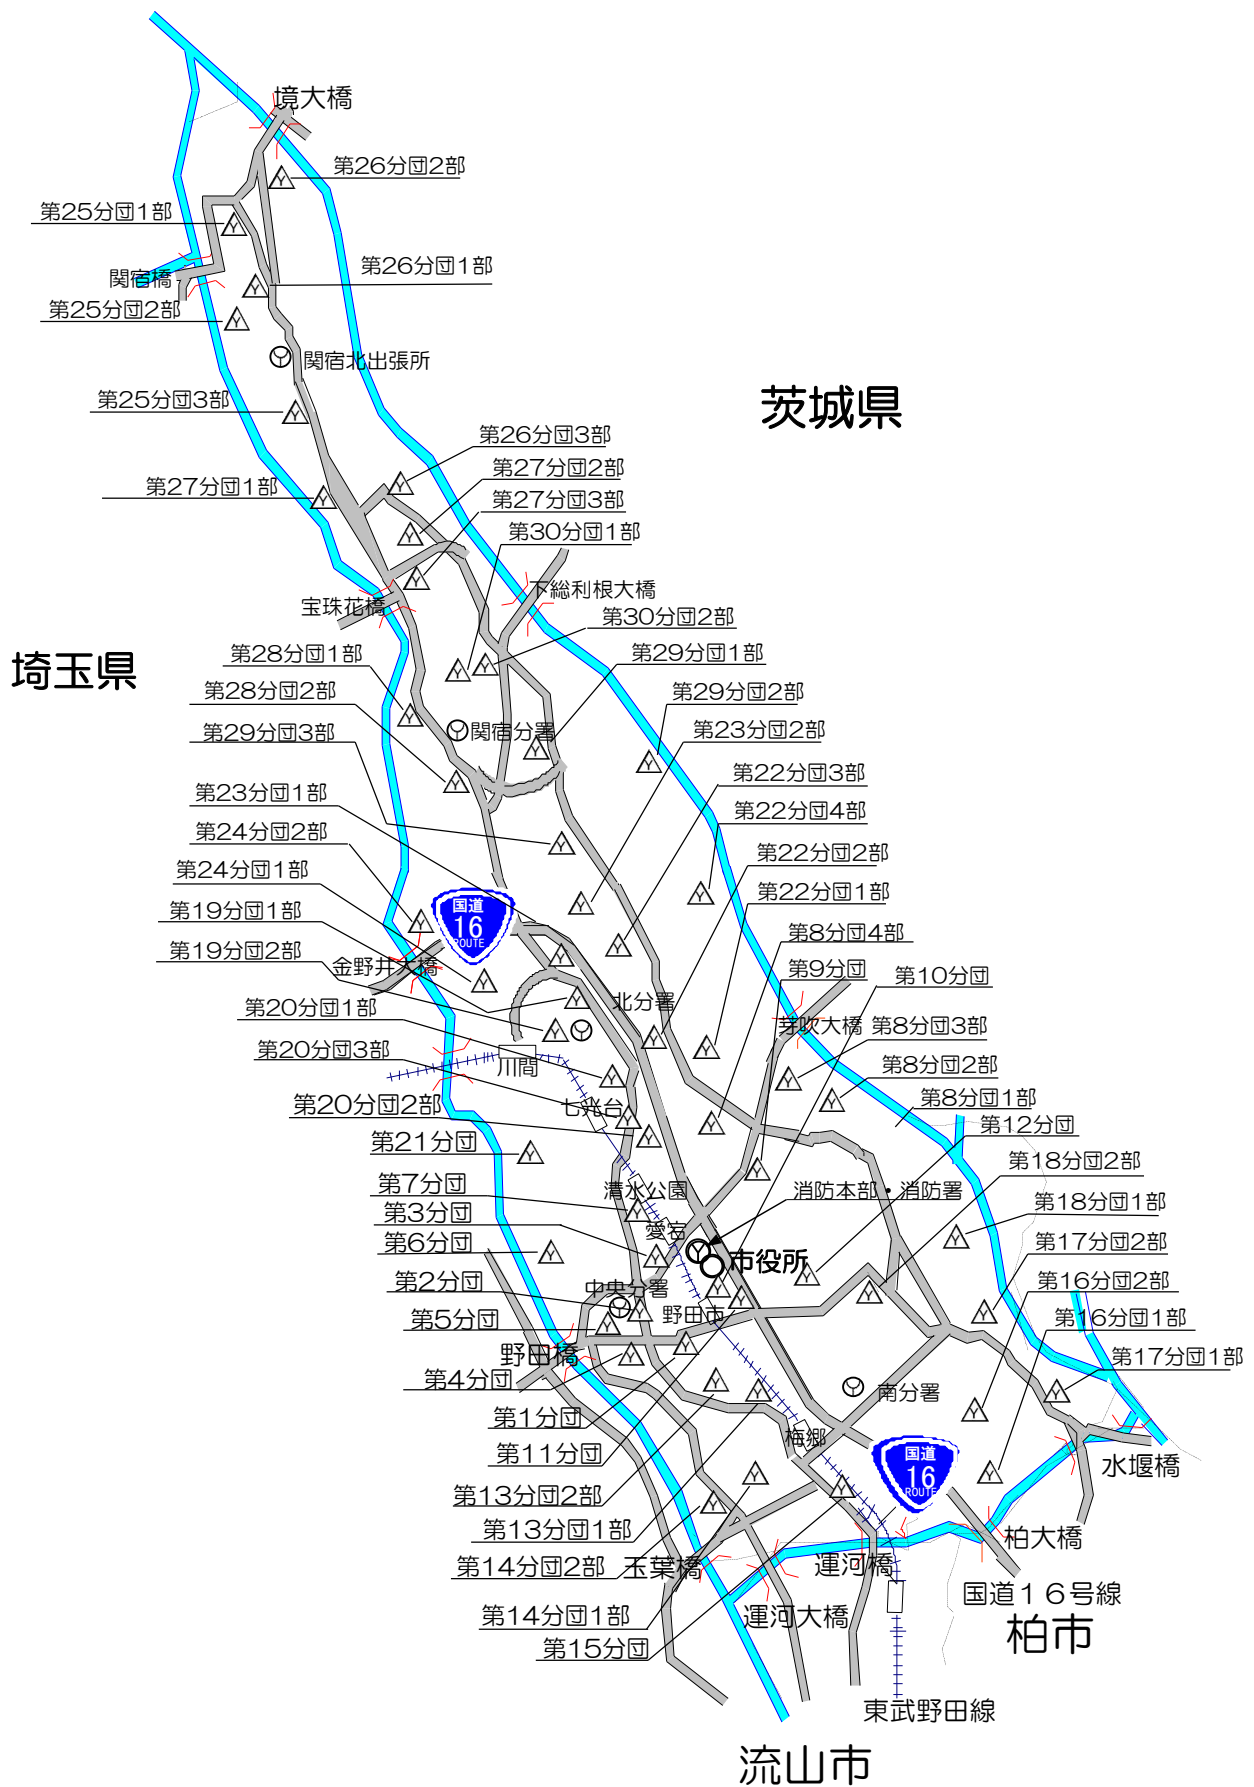 境大橋
第26分団2部
第25分団1部
第26分団1部
関宿橋
第25分団2部
関宿北出張所
茨城県
第25分団3部
第26分団3部
第27分団2部
第27分団1部
第27分団3部
第30分団1部
下総利根大橋
宝珠花橋
第30分団2部
埼玉県
第28分団1部
第29分団1部
第28分団2部
第29分団2部
第29分団3部
関宿分署
第23分団2部
第22分団3部
第23分団1部
第22分団4部
第24分団2部
第22分団2部
第24分団1部
第22分団1部
国道
16
ROUTE
第19分団1部
第8分団4部
第19分団2部
金野井大橋
第9分団
第10分団
第20分団1部
北分署
芽吹大橋
第8分団3部
第20分団3部
川間
第8分団2部
第20分団2部
七光台
第8分団1部
第21分団
第12分団
第7分団
清水公園
消防本部・消防署
第18分団2部
第3分団
愛宕
第18分団1部
第6分団
市役所
第17分団2部
第2分団
中央分署
第16分団2部
第5分団
野田市
第16分団1部
野田橋
第17分団1部
第4分団
南分署
第1分団
梅郷
第11分団
国道
16
ROUTE
水堰橋
第13分団2部
第13分団1部
柏大橋
第14分団2部
玉葉橋
運河橋
国道16号線
第14分団1部
運河大橋
柏市
第15分団
東武野田線
流山市